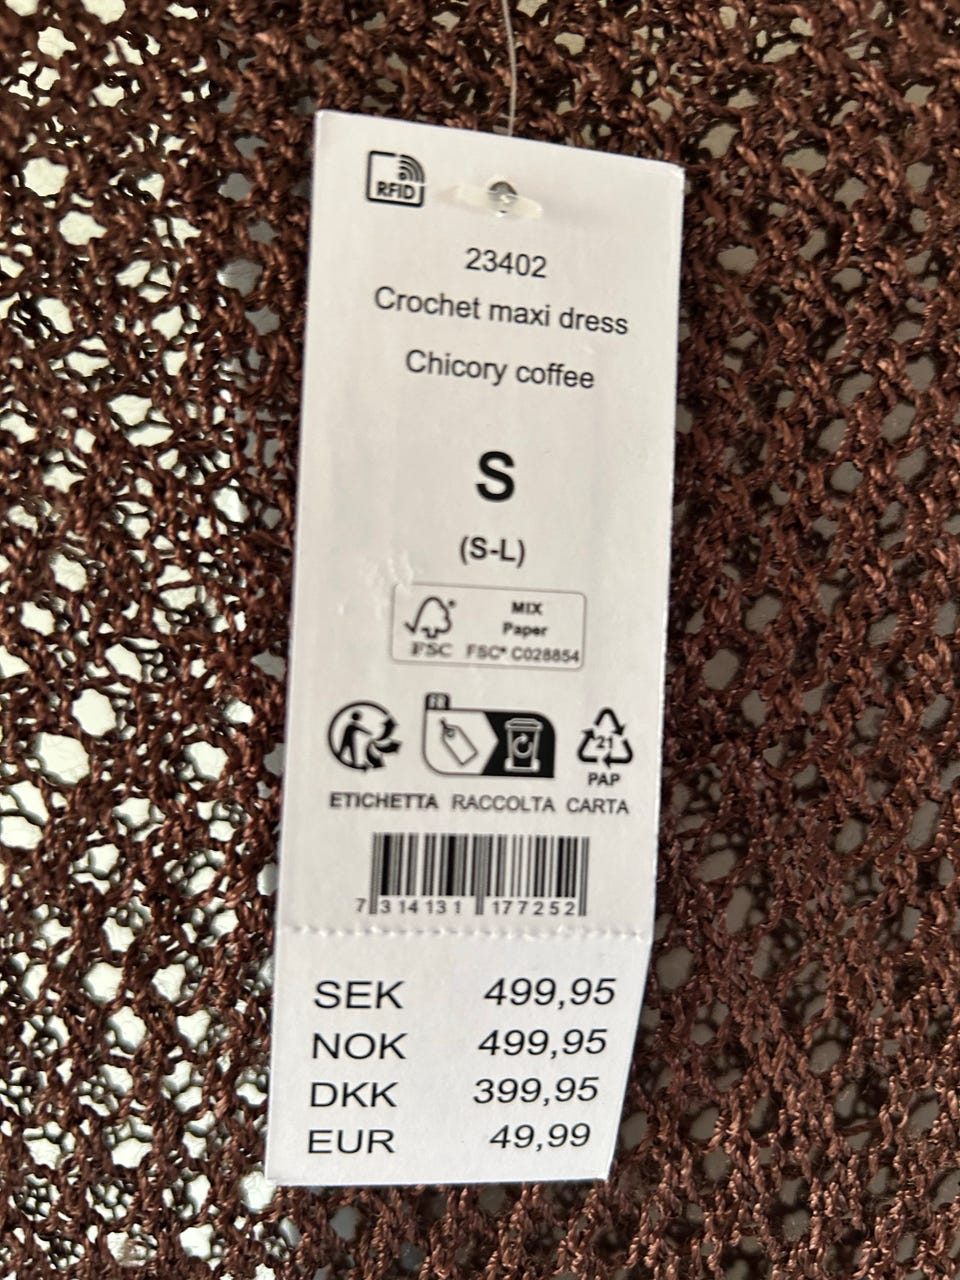 RFID
23402
Crochet maxi dress
Chicory coffee
S
(S-L)
MIX
Paper
FSC® FSC® C028854
FR
21
PAP
ETICHETTA RACCOLTA CARTA
7 314131 177252
SEK 499,95
NOK 499,95
DKK 399,95
EUR 49,99